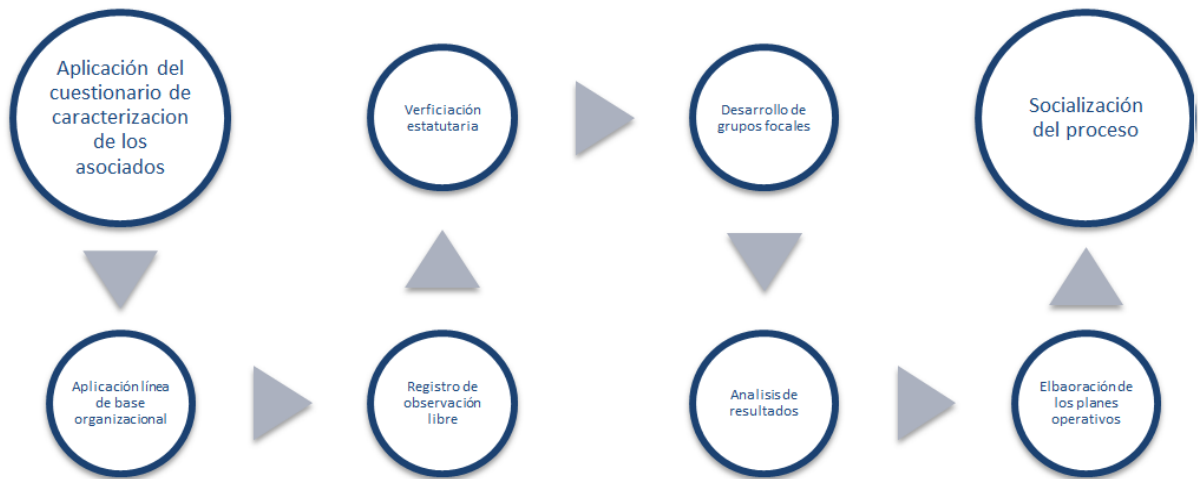 Aplicación del
cuestionario de
caracterizacion
de los
asociados
Aplicación línea
de base
organizacional
Registro de
observación
libre
Verficiación
estatutaria
Desarrollo de
grupos focales
Analisis de
resultados
Elbaoración de
los planes
operativos
Socialización
del proceso